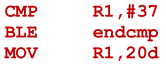 CMP R1,#37
BLE endcmp
MOV R1,20d